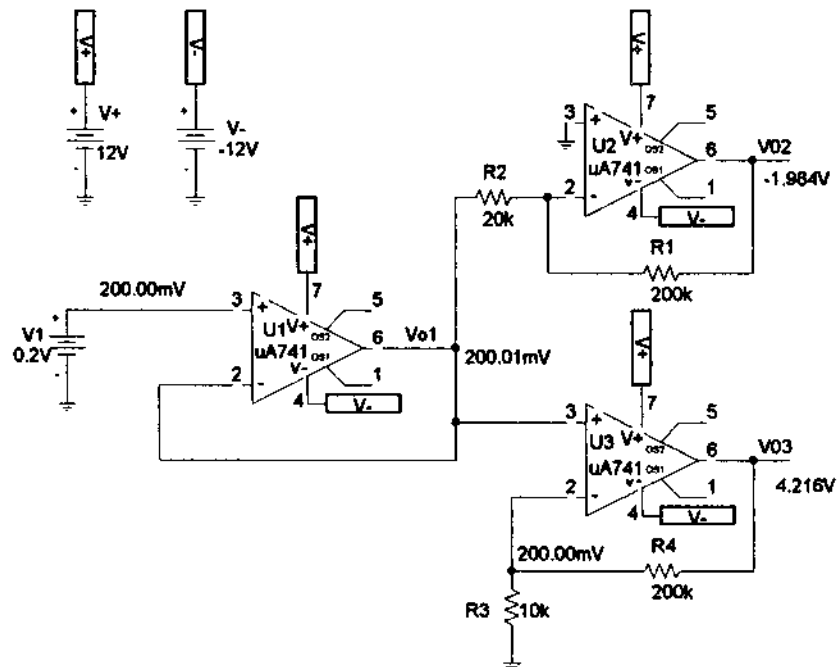 V+
V-
V+
12V
V-
-12V
V+
7
3
+
5
V+
U2
OS2
6
V02
uA741
OS1
-1.984V
2
-
V-
1
4
V-
R2
20k
R1
200k
V+
7
200.00mV
3
+
5
U1
V+
OS2
6
Vo1
uA741
OS1
200.01mV
V1
0.2V
2
-
V-
1
4
V-
V+
7
3
+
5
U3
V+
OS2
6
V03
uA741
OS1
4.216V
2
-
V-
1
4
V-
200.00mV
R4
200k
R3
10k